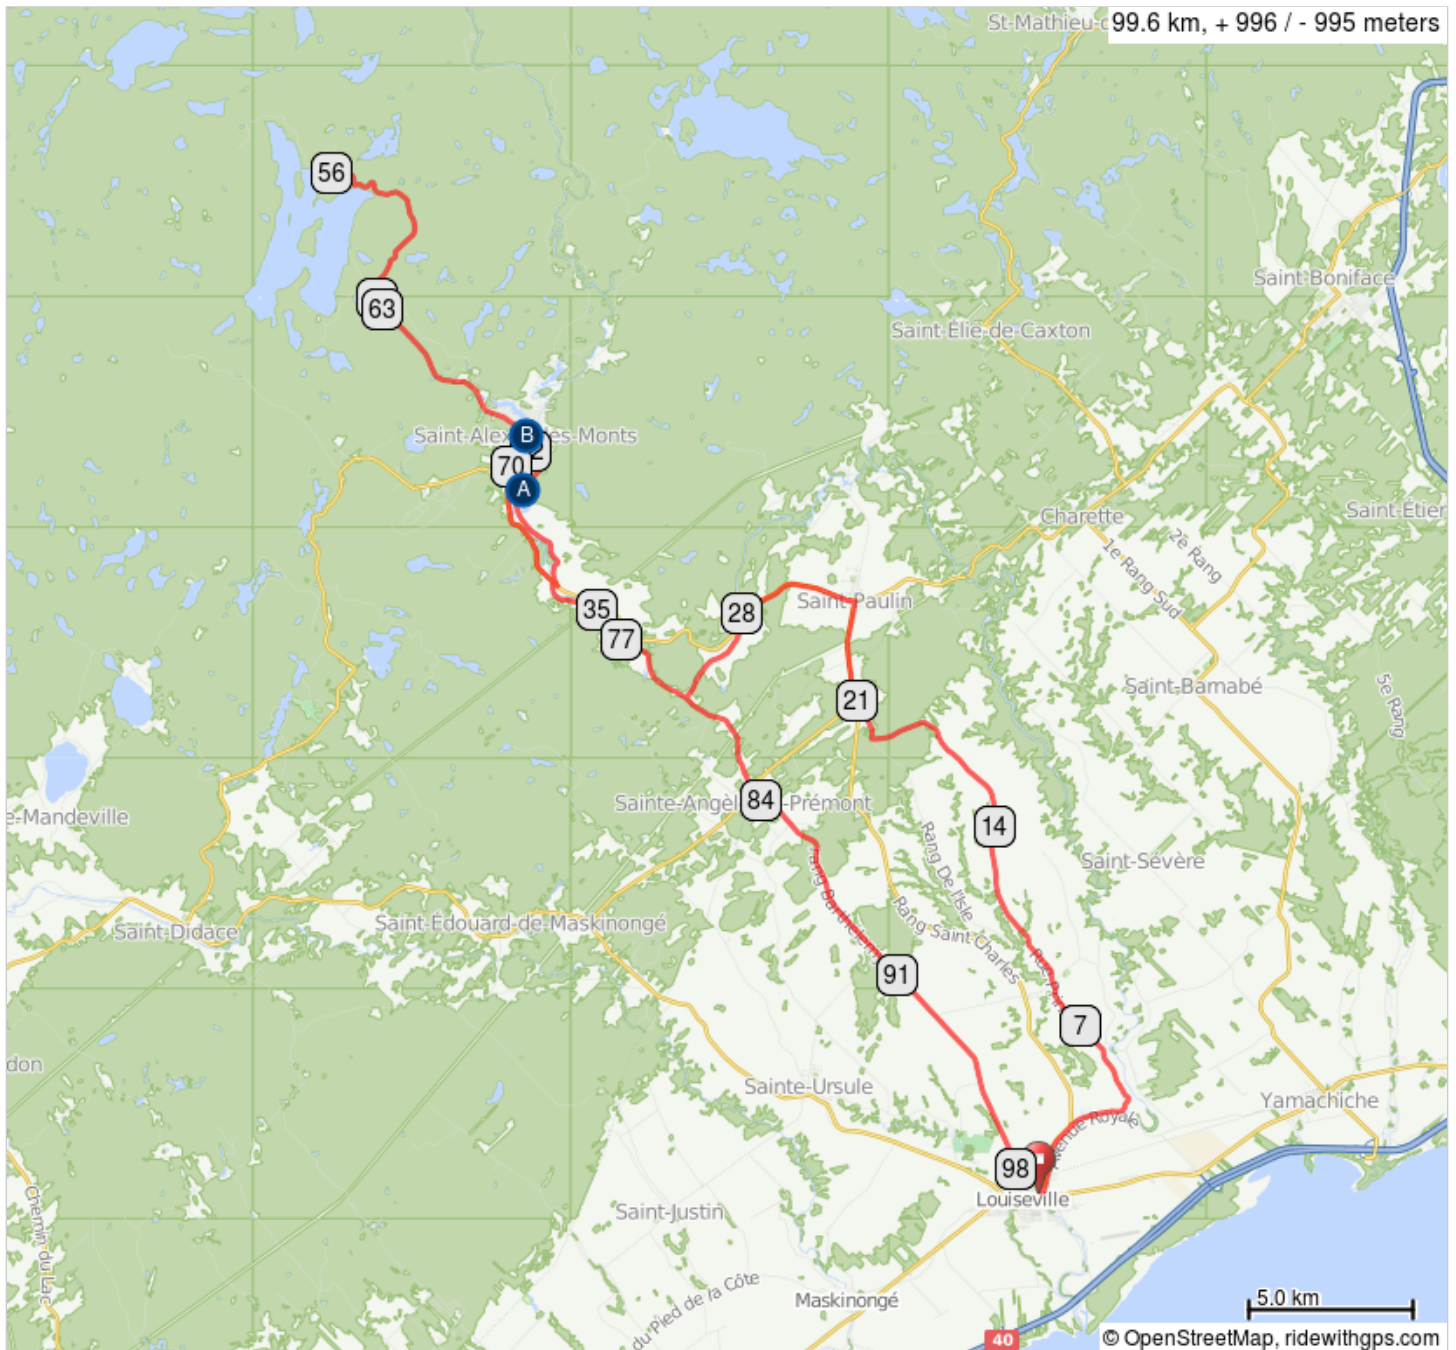 St-Mathieu-d
99.6 km, + 996 / - 995 meters
56
63
Saint-Boniface
Saint-Élie-de-Caxton
B
Saint-Alex
es-Monts
70
A
Saint-Étien
Charette
2e Rang
1e Rang Sud
35
28
Saint-Paulin
77
21
Saint-Barnabé
5e Rang
84
Sainte-Angèl
-Prémont
e-Mandeville
14
Rang De l'Isle
Saint-Sévère
Saint-Didace
Saint-Édouard-de-Maskinongé
Rang Saint Charles
91
7
don
Sainte-Ursule
Yamachiche
Avenue Royale
98
Louiseville
Chemin du Lac
Saint-Justin
du Pied de la Côte
Maskinongé
5.0 km
40
© OpenStreetMap, ridewithgps.com